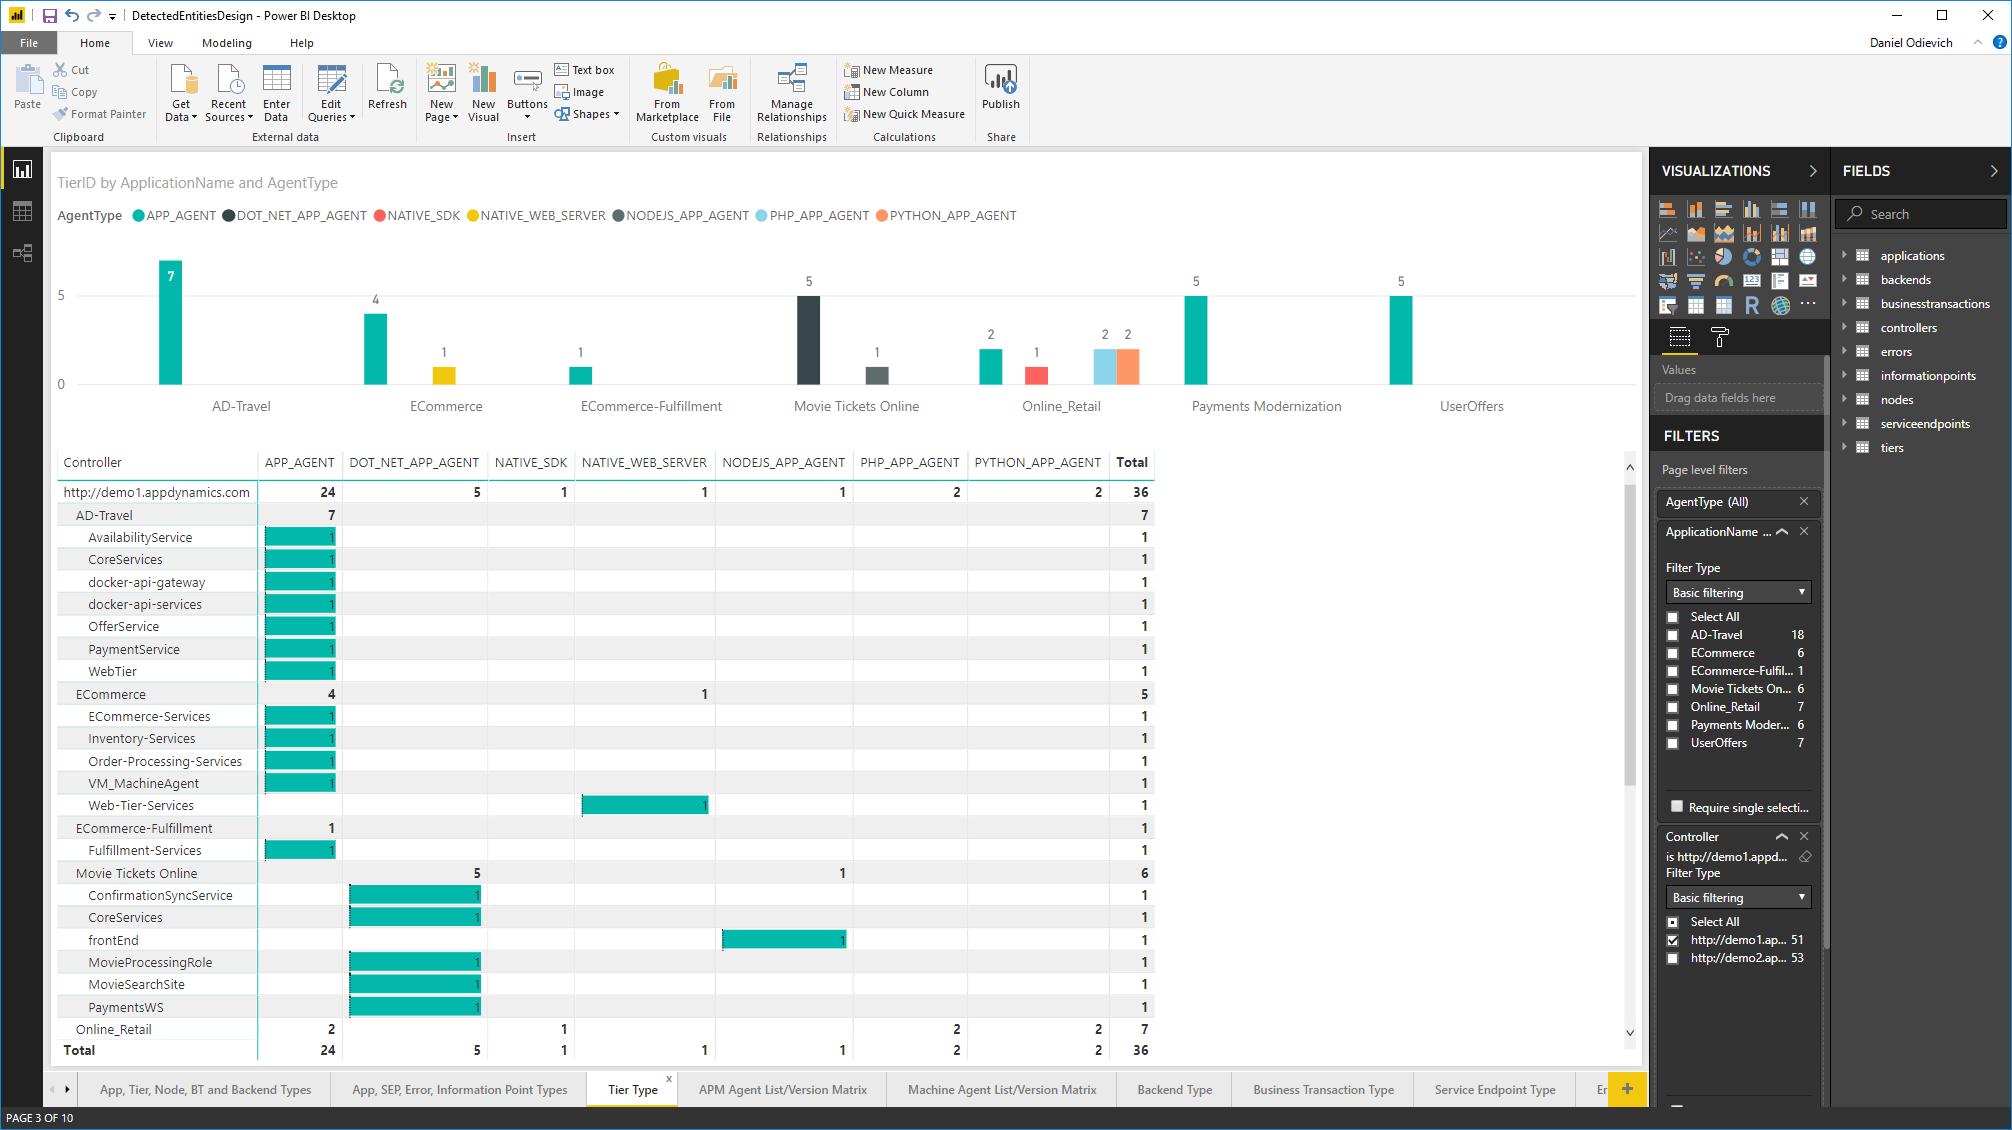 DetectedEntitiesDesign - Power BI Desktop
File Home View Modeling Help
Daniel Odievich
Paste
Cut
Copy
Format Painter
Clipboard
Get Data
Recent Sources
Enter Data
Edit Queries
Refresh
External data
New Page
New Visual
Buttons
Text box
Image
Shapes
Insert
From Marketplace
From File
Custom visuals
Manage Relationships
Relationships
New Measure
New Column
New Quick Measure
Calculations
Publish
Share
TierID by ApplicationName and AgentType
AgentType APP_AGENT DOT_NET_APP_AGENT NATIVE_SDK NATIVE_WEB_SERVER NODEJS_APP_AGENT PHP_APP_AGENT PYTHON_APP_AGENT
7
4
1
1
5
1
2
1
2
2
5
5
5
0
AD-Travel ECommerce ECommerce-Fulfillment Movie Tickets Online Online_Retail Payments Modernization UserOffers
Controller APP_AGENT DOT_NET_APP_AGENT NATIVE_SDK NATIVE_WEB_SERVER NODEJS_APP_AGENT PHP_APP_AGENT PYTHON_APP_AGENT Total
http://demo1.appdynamics.com 24 5 1 1 1 2 2 36
AD-Travel 7 7
AvailabilityService 1 1
CoreServices 1 1
docker-api-gateway 1 1
docker-api-services 1 1
OfferService 1 1
PaymentService 1 1
WebTier 1 1
ECommerce 4 1 5
ECommerce-Services 1 1
Inventory-Services 1 1
Order-Processing-Services 1 1
VM_MachineAgent 1 1
Web-Tier-Services 1 1
ECommerce-Fulfillment 1 1
Fulfillment-Services 1 1
Movie Tickets Online 5 1 6
ConfirmationSyncService 1 1
CoreServices 1 1
frontEnd 1 1
MovieProcessingRole 1 1
MovieSearchSite 1 1
PaymentsWS 1 1
Online_Retail 2 1 2 2 7
Total 24 5 1 1 1 2 2 36
VISUALIZATIONS
Values
Drag data fields here
FILTERS
Page level filters
AgentType (All)
ApplicationName ...
Filter Type
Basic filtering
Select All
AD-Travel 18
ECommerce 6
ECommerce-Fulfil... 1
Movie Tickets On... 6
Online_Retail 7
Payments Moder... 6
UserOffers 7
Require single selecti...
Controller
is http://demo1.appd...
Filter Type
Basic filtering
Select All
http://demo1.ap... 51
http://demo2.ap... 53
FIELDS
Search
applications
backends
businesstransactions
controllers
errors
informationpoints
nodes
serviceendpoints
tiers
App, Tier, Node, BT and Backend Types
App, SEP, Error, Information Point Types
Tier Type x
APM Agent List/Version Matrix
Machine Agent List/Version Matrix
Backend Type
Business Transaction Type
Service Endpoint Type
Er
+
PAGE 3 OF 10